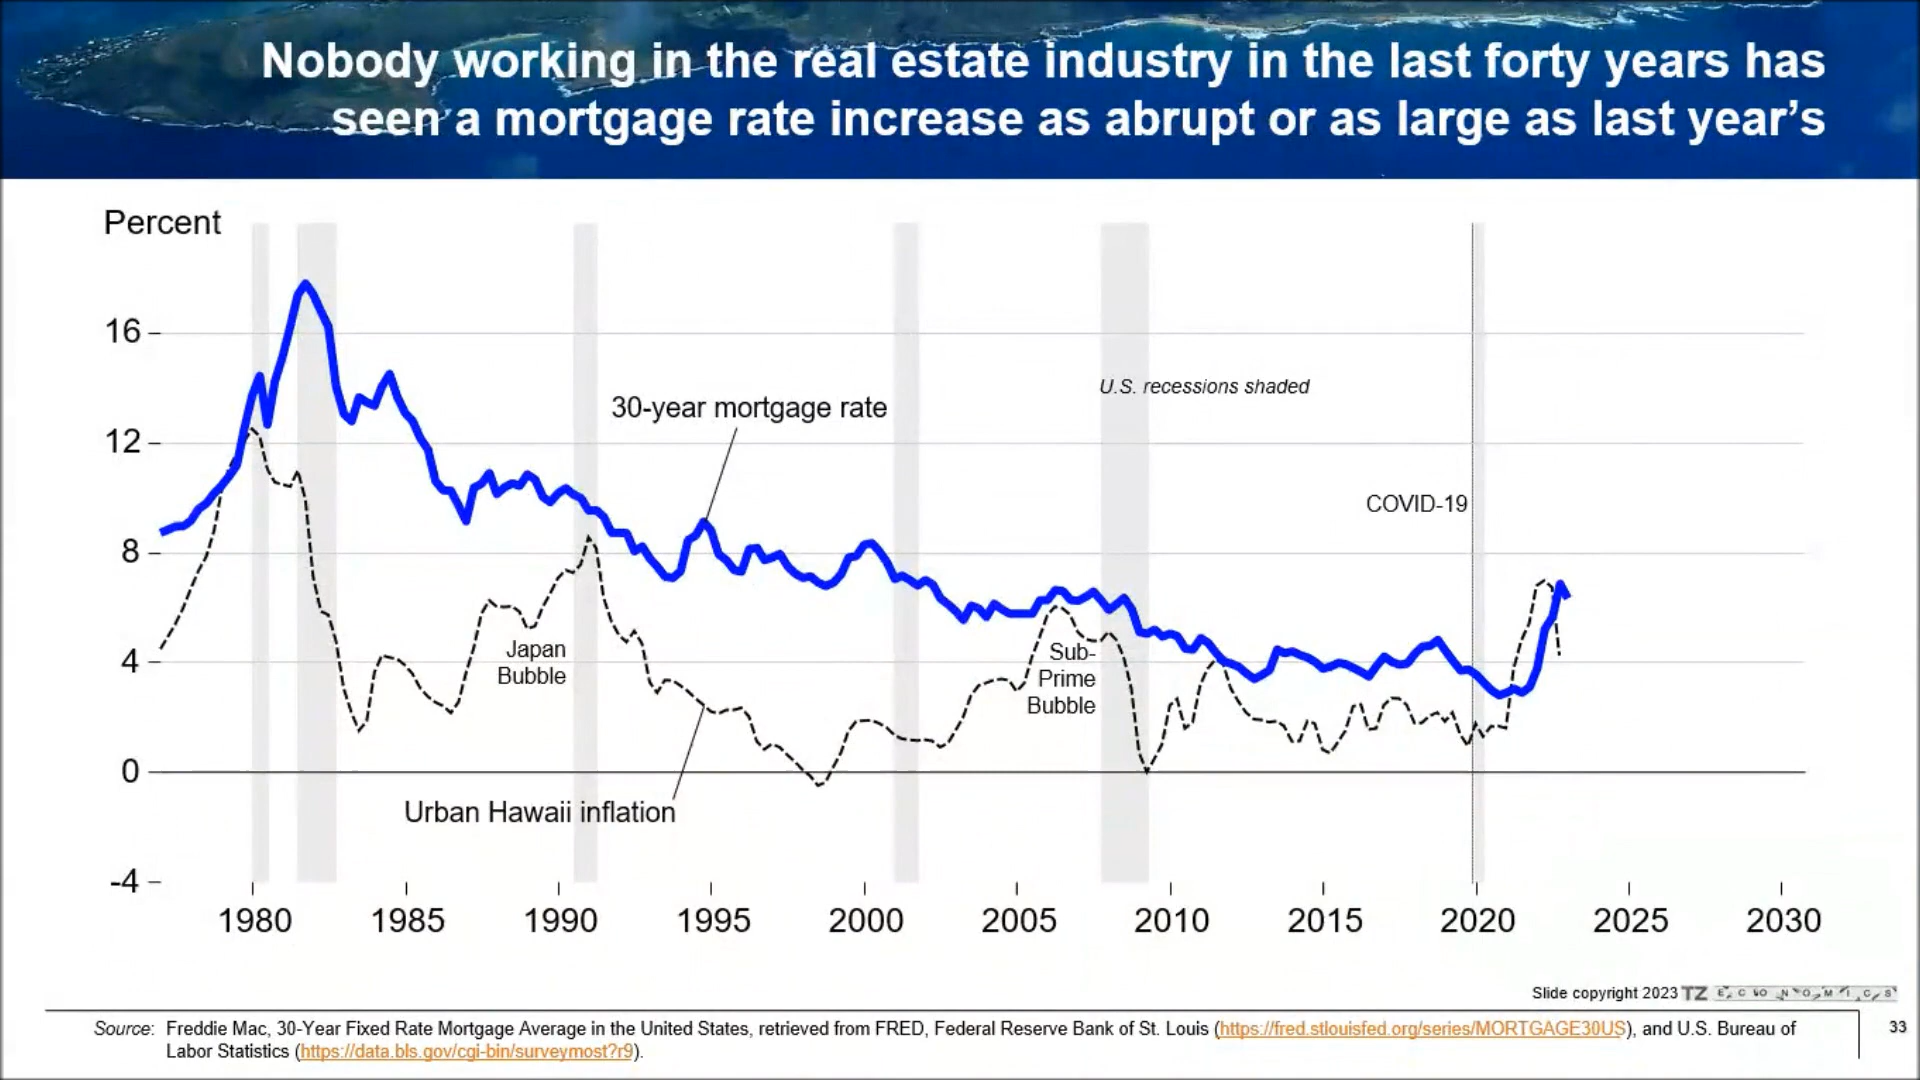 Nobody working in the real estate industry in the last forty years has
seen a mortgage rate increase as abrupt or as large as last year's
Percent
16
12
8
4
0
-4
30-year mortgage rate
U.S. recessions shaded
COVID-19
Japan
Bubble
Sub-
Prime
Bubble
Urban Hawaii inflation
1980 1985 1990 1995 2000 2005 2010 2015 2020 2025 2030
Slide copyright 2023 TZ ECONOMICS
Source: Freddie Mac, 30-Year Fixed Rate Mortgage Average in the United States, retrieved from FRED, Federal Reserve Bank of St. Louis (https://fred.stlouisfed.org/series/MORTGAGE30US), and U.S. Bureau of
Labor Statistics (https://data.bls.gov/cgi-bin/surveymost?r9).
33